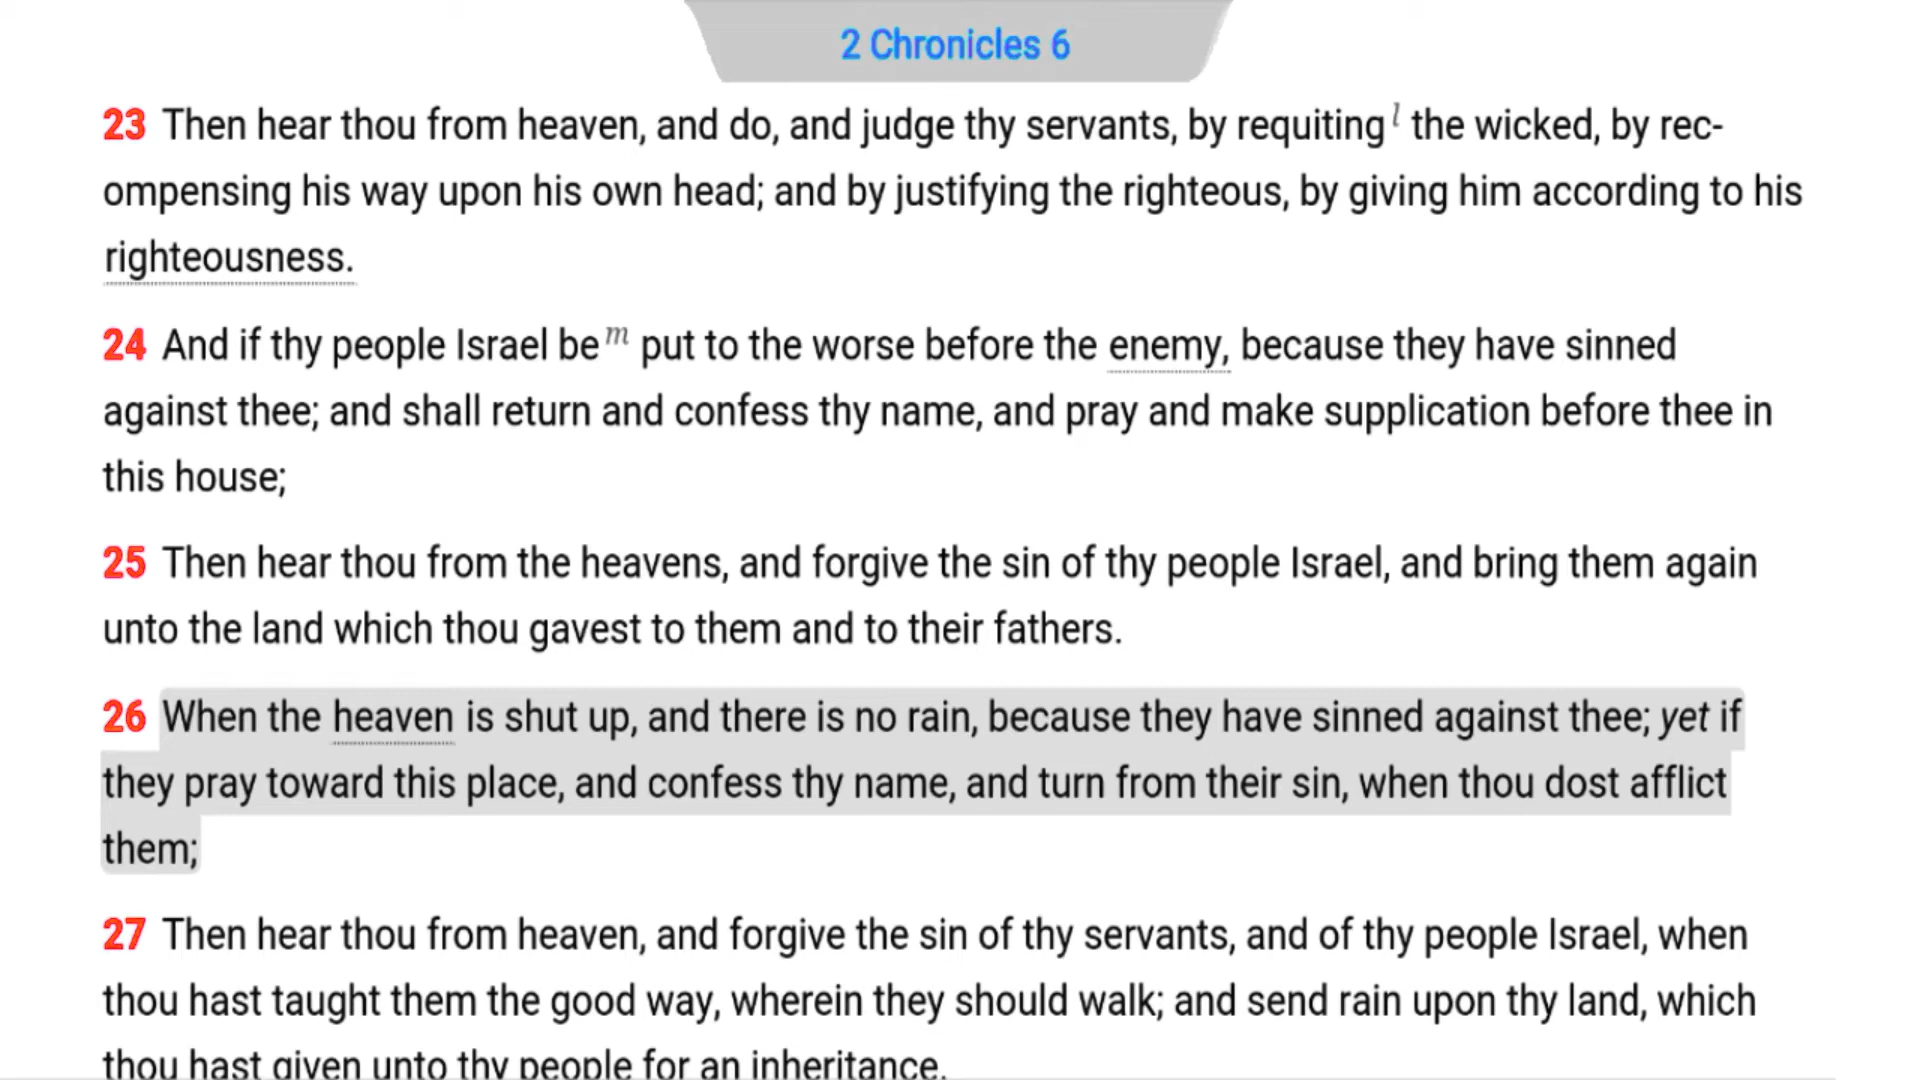 2 Chronicles 6
23 Then hear thou from heaven, and do, and judge thy servants, by requiting l the wicked, by rec-
ompensing his way upon his own head; and by justifying the righteous, by giving him according to his
righteousness.
24 And if thy people Israel be m put to the worse before the enemy, because they have sinned
against thee; and shall return and confess thy name, and pray and make supplication before thee in
this house;
25 Then hear thou from the heavens, and forgive the sin of thy people Israel, and bring them again
unto the land which thou gavest to them and to their fathers.
26 When the heaven is shut up, and there is no rain, because they have sinned against thee; yet if
they pray toward this place, and confess thy name, and turn from their sin, when thou dost afflict
them;
27 Then hear thou from heaven, and forgive the sin of thy servants, and of thy people Israel, when
thou hast taught them the good way, wherein they should walk; and send rain upon thy land, which
thou hast given unto thy people for an inheritance.